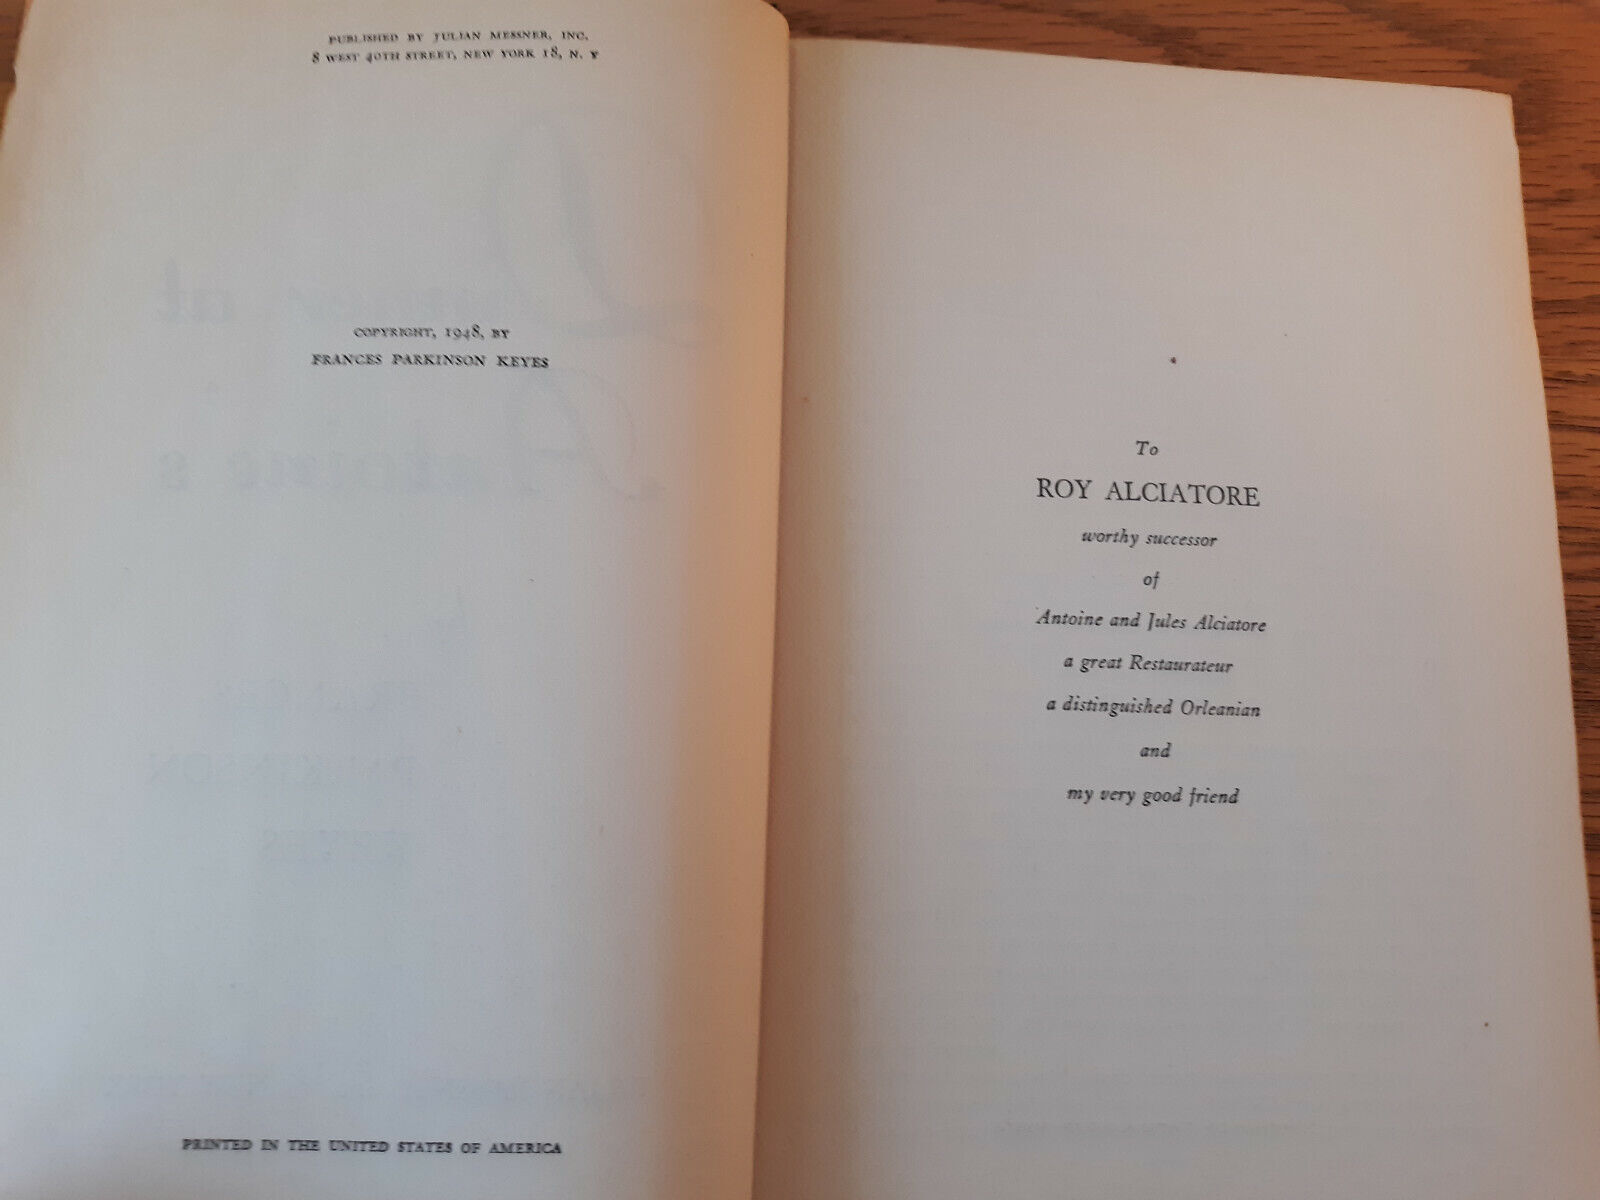 PUBLISHED BY JULIAN MESSNER, INC.
8 WEST 40TH STREET, NEW YORK 18, N. Y
COPYRIGHT, 1948, BY
FRANCES PARKINSON KEYES
PRINTED IN THE UNITED STATES OF AMERICA
To
ROY ALCIATORE
worthy successor
of
Antoine and Jules Alciatore
a great Restaurateur
a distinguished Orleanian
and
my very good friend